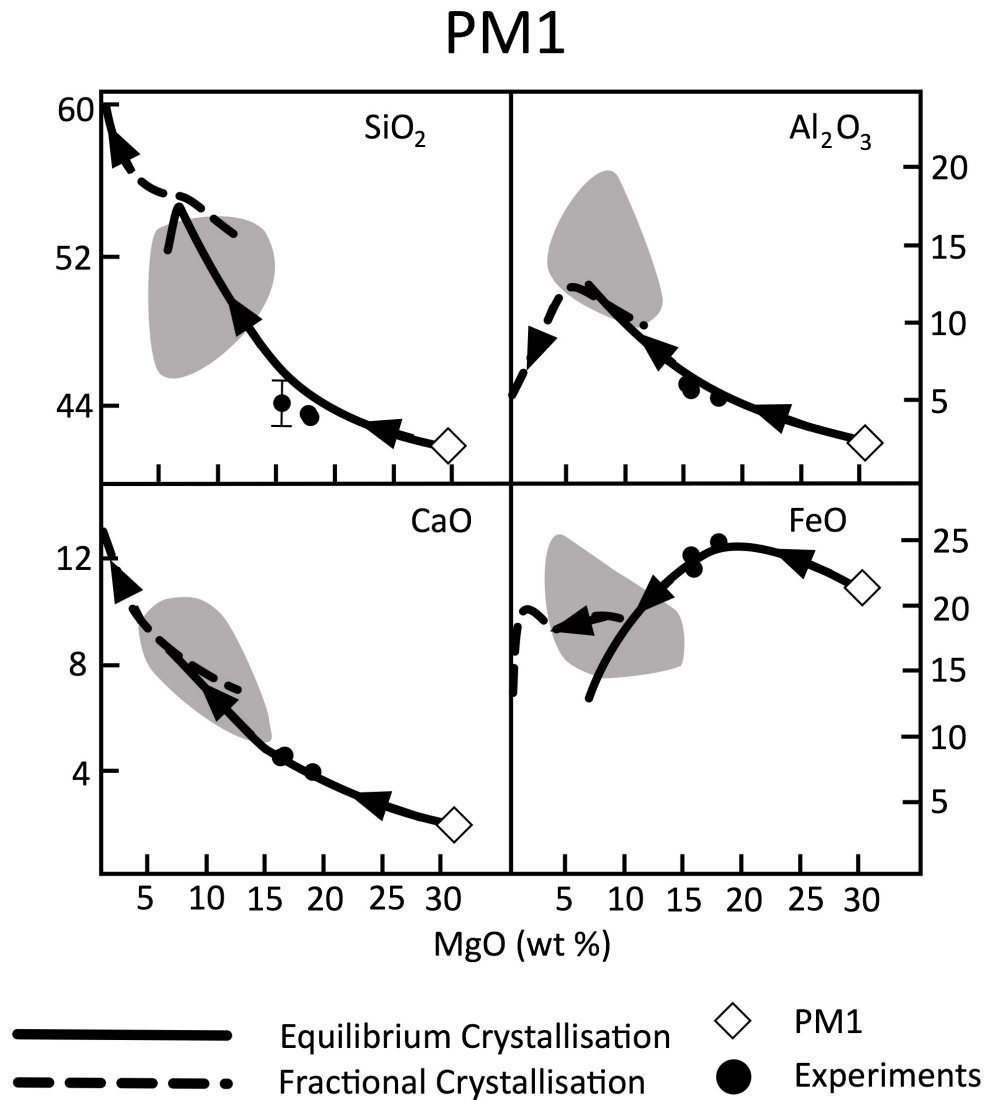 PM1
60
SiO2
Al2O3
20
52
15
10
44
5
CaO
FeO
12
25
20
8
15
10
4
5
5 10 15 20 25 30 5 10 15 20 25 30
MgO (wt %)
Equilibrium Crystallisation PM1
Fractional Crystallisation Experiments